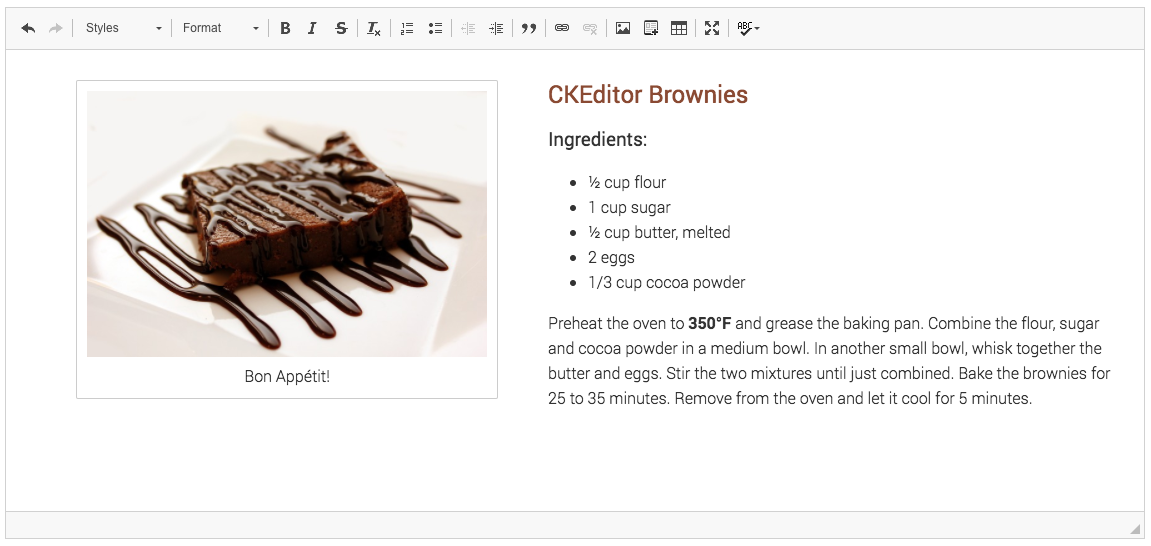 Styles Format ABC
CKEditor Brownies
Ingredients:
½ cup flour
1 cup sugar
½ cup butter, melted
2 eggs
1/3 cup cocoa powder
Preheat the oven to 350°F and grease the baking pan. Combine the flour, sugar
and cocoa powder in a medium bowl. In another small bowl, whisk together the
butter and eggs. Stir the two mixtures until just combined. Bake the brownies for
25 to 35 minutes. Remove from the oven and let it cool for 5 minutes.
Bon Appétit!